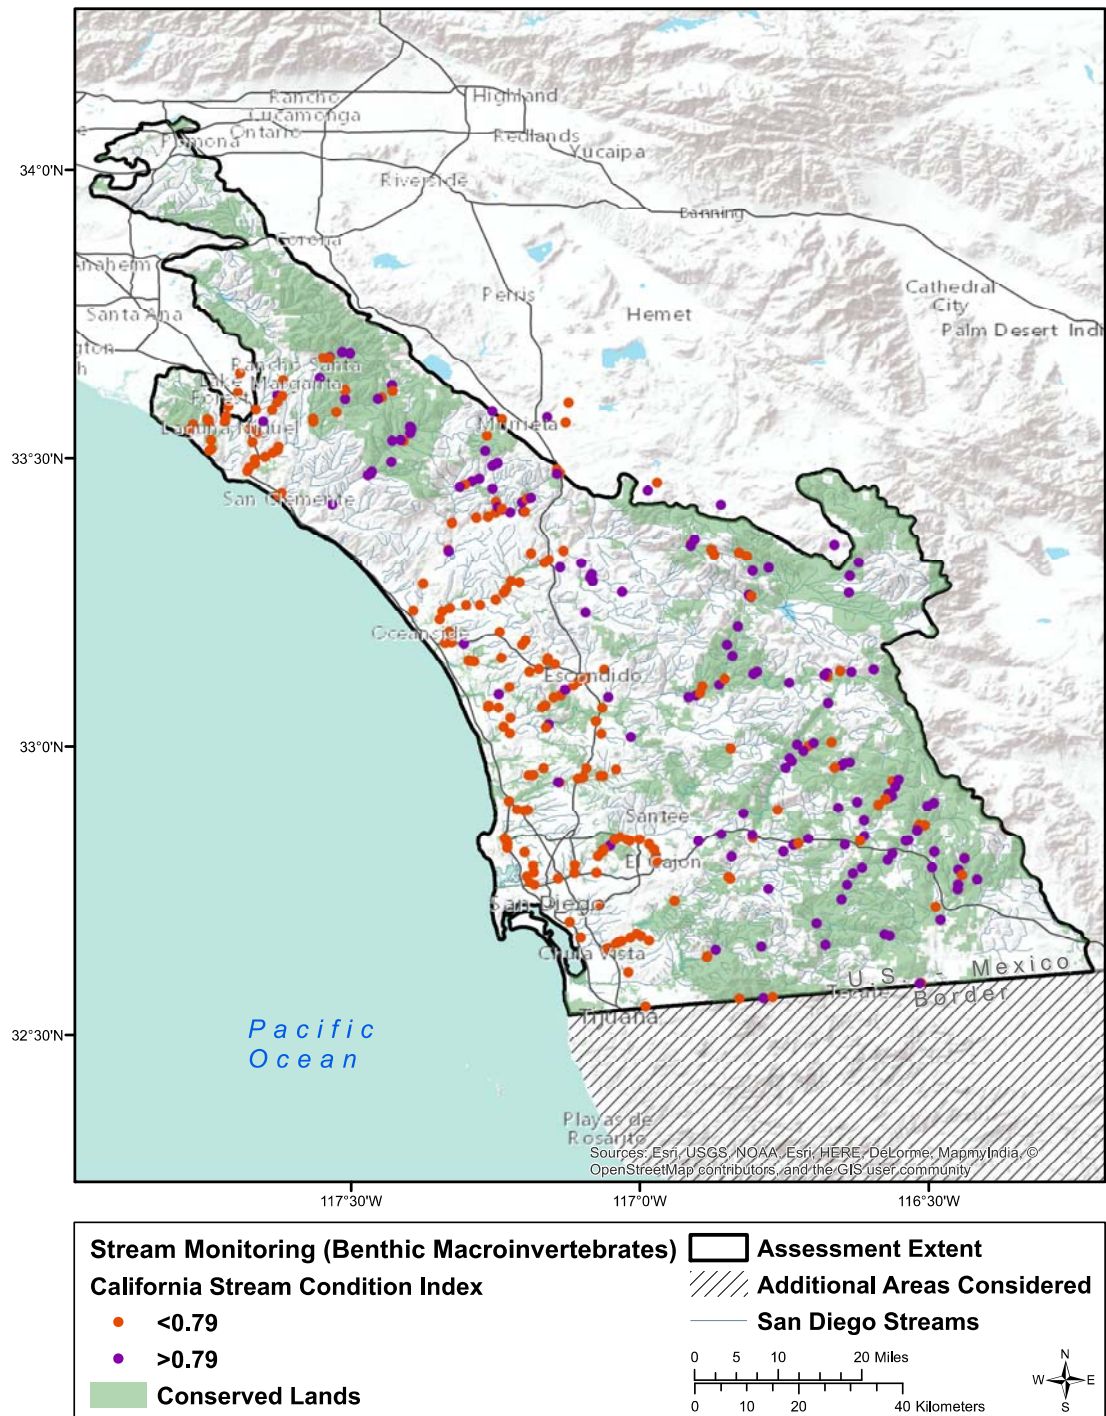 Rancho
Cucamonga
Highland
Pomona
Ontario
Redlands
Yucaipa
34°0'N
Riverside
Banning
Corona
Anaheim
Perris
Cathedral
City
Santa Ana
Hemet
Palm Desert Indi
gton
h
Rancho Santa
Margarita
Lake
Forest
Laguna Niguel
Murrieta
33°30'N
San Clemente
Oceanside
Escondido
33°0'N
Santee
El Cajon
San Diego
Chula Vista
U.S. - Mexico
Border
Tecate
Tijuana
32°30'N
Pacific
Ocean
Playas de
Rosarito
Sources: Esri, USGS, NOAA, Esri, HERE, DeLorme, MapmyIndia, ©
OpenStreetMap contributors, and the GIS user community
117°30'W
117°0'W
116°30'W
Stream Monitoring (Benthic Macroinvertebrates)
California Stream Condition Index
<0.79
>0.79
Conserved Lands
Assessment Extent
Additional Areas Considered
San Diego Streams
0 5 10 20 Miles
0 10 20 40 Kilometers
N
W E
S